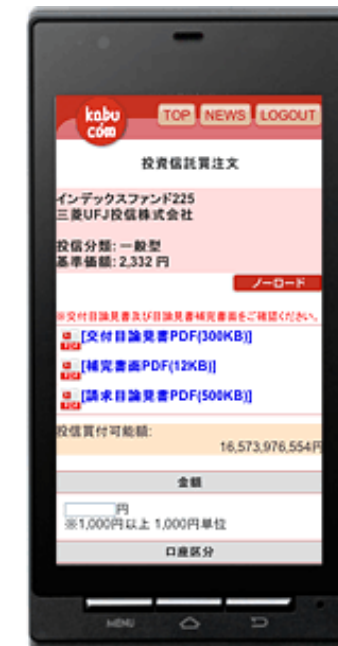 kabu
com
TOP NEWS LOGOUT
投資信託買注文
インデックスファンド225
三菱UFJ投信株式会社
投信分類: 一般型
基準価額: 2,332 円
ノーロード
※交付目論見書及び目論見書補完書面をご確認ください。
[交付目論見書PDF(300KB)]
[補完書面PDF(12KB)]
[請求目論見書PDF(500KB)]
投信買付可能額:
16,573,976,554円
金額
円
※1,000円以上 1,000円単位
口座区分
MENU